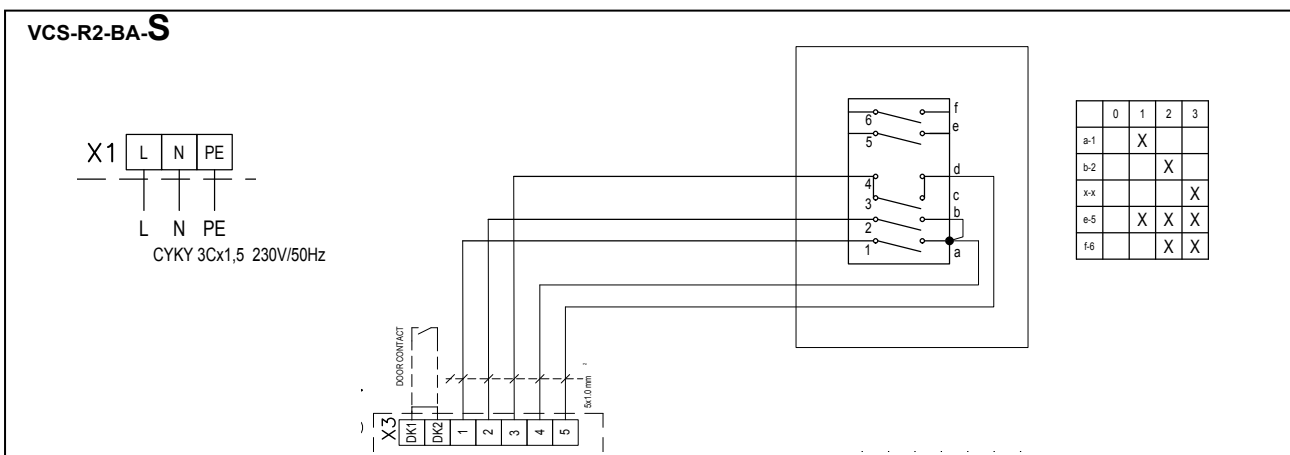 VCS-R2-BA-S
X1 L N PE
L N PE
CYKY 3Cx1,5 230V/50Hz
6 f
5 e
4 d
3 c
2 b
1 a
0 1 2 3
a-1 X
b-2 X
x-x X
e-5 X X X
f-6 X X
DOOR CONTACT
5x1.0 mm²
X3 DK1 DK2 1 2 3 4 5